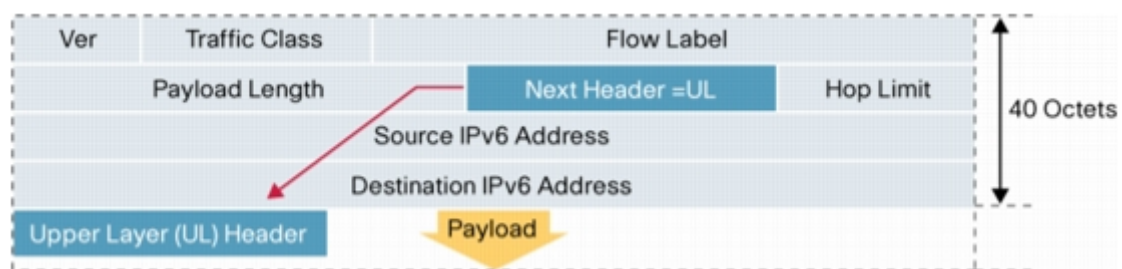 Ver Traffic Class Flow Label
Payload Length Next Header =UL Hop Limit
40 Octets
Source IPv6 Address
Destination IPv6 Address
Upper Layer (UL) Header Payload